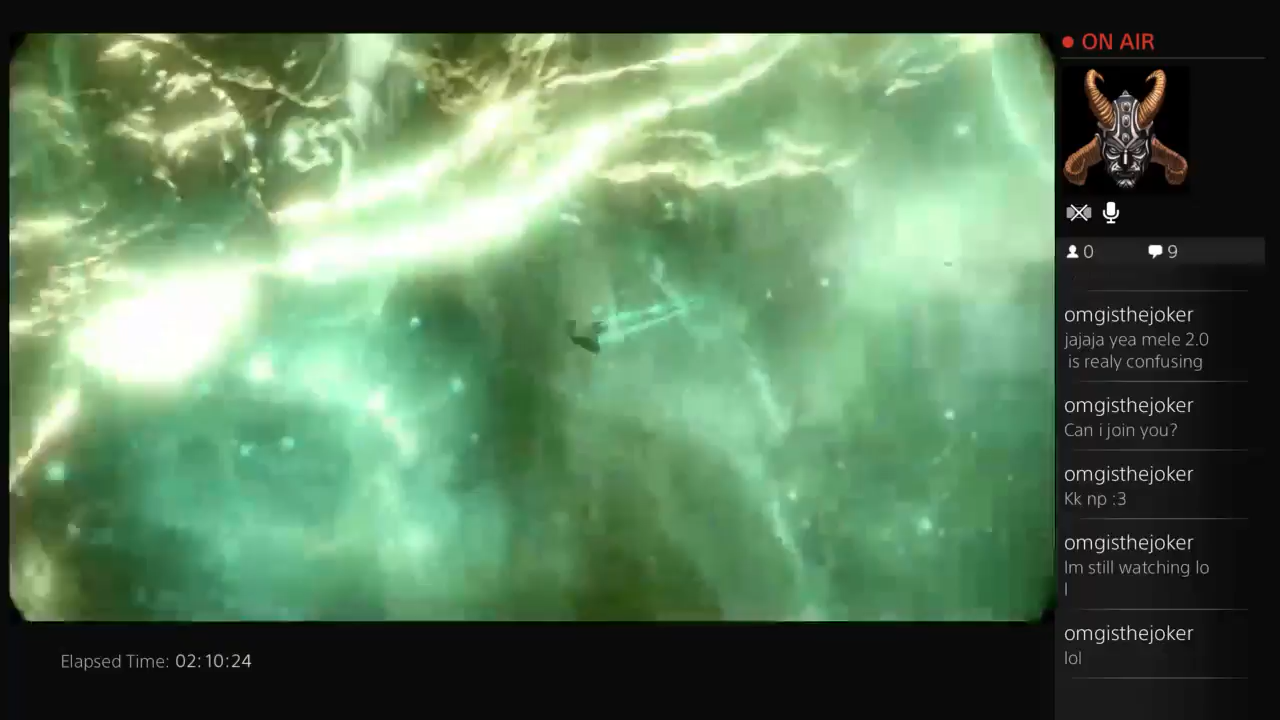 ON AIR
0 9
omgisthejoker
jajaja yea mele 2.0
is realy confusing
omgisthejoker
Can i join you?
omgisthejoker
Kk np :3
omgisthejoker
Im still watching lo
l
omgisthejoker
lol
Elapsed Time: 02:10:24